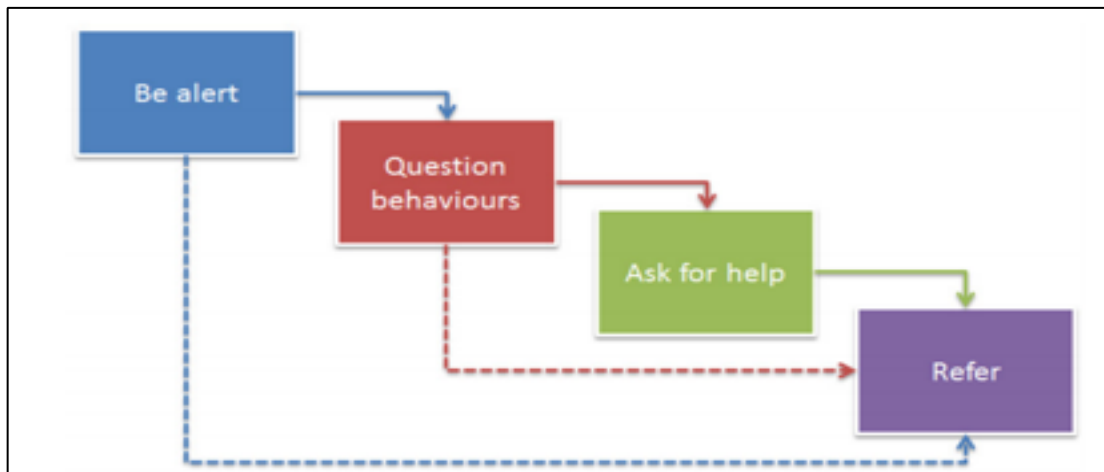 Be alert
Question
behaviours
Ask for help
Refer